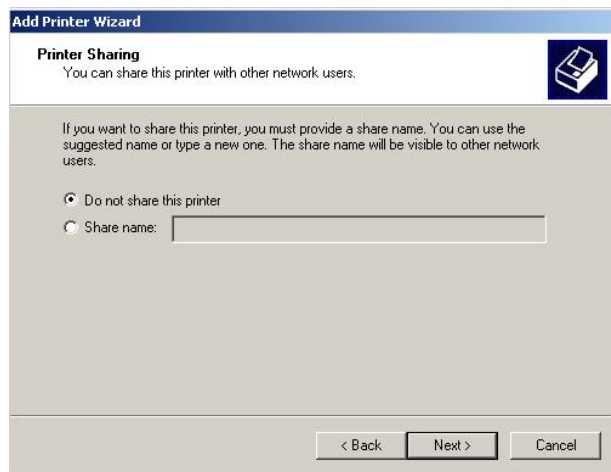 Add Printer Wizard
Printer Sharing
You can share this printer with other network users.
If you want to share this printer, you must provide a share name. You can use the
suggested name or type a new one. The share name will be visible to other network
users.
Do not share this printer
Share name:
< Back
Next >
Cancel